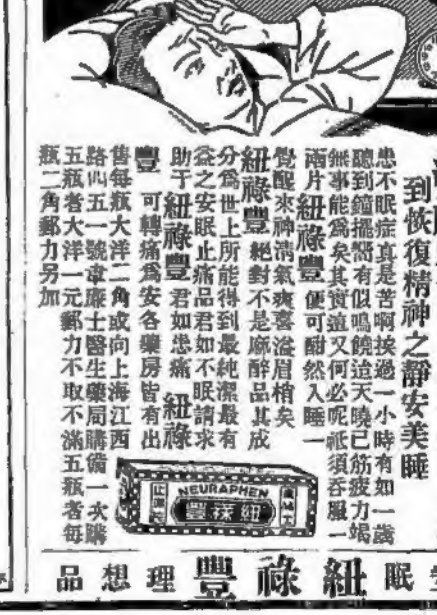 到恢復精神之靜安美睡
患不眠症真是苦啊挨過一小時有如一歲
聽到鐘擺嚮有似鳴鐃這天曉已筋疲力竭
無事能爲矣其實這又何必呢祇須吞服一
兩片紐祿豐便可酣然入睡一
覺醒來神清氣爽喜溢眉梢矣
紐祿豐絕對不是麻醉品其成
分爲世上所能得到最純潔最有
益之安眠止痛品君如不眠請求
助于紐祿豐君如患痛紐祿
豐可轉痛爲安各藥房皆有出
售每瓶大洋二角或向上海江西
路四五一號韋廉士醫生藥局購備一次購
五瓶者大洋一元郵力不取不滿五瓶者每
瓶二角郵力另加
NEURAPHEN
紐祿豐
眠紐祿豐理想品